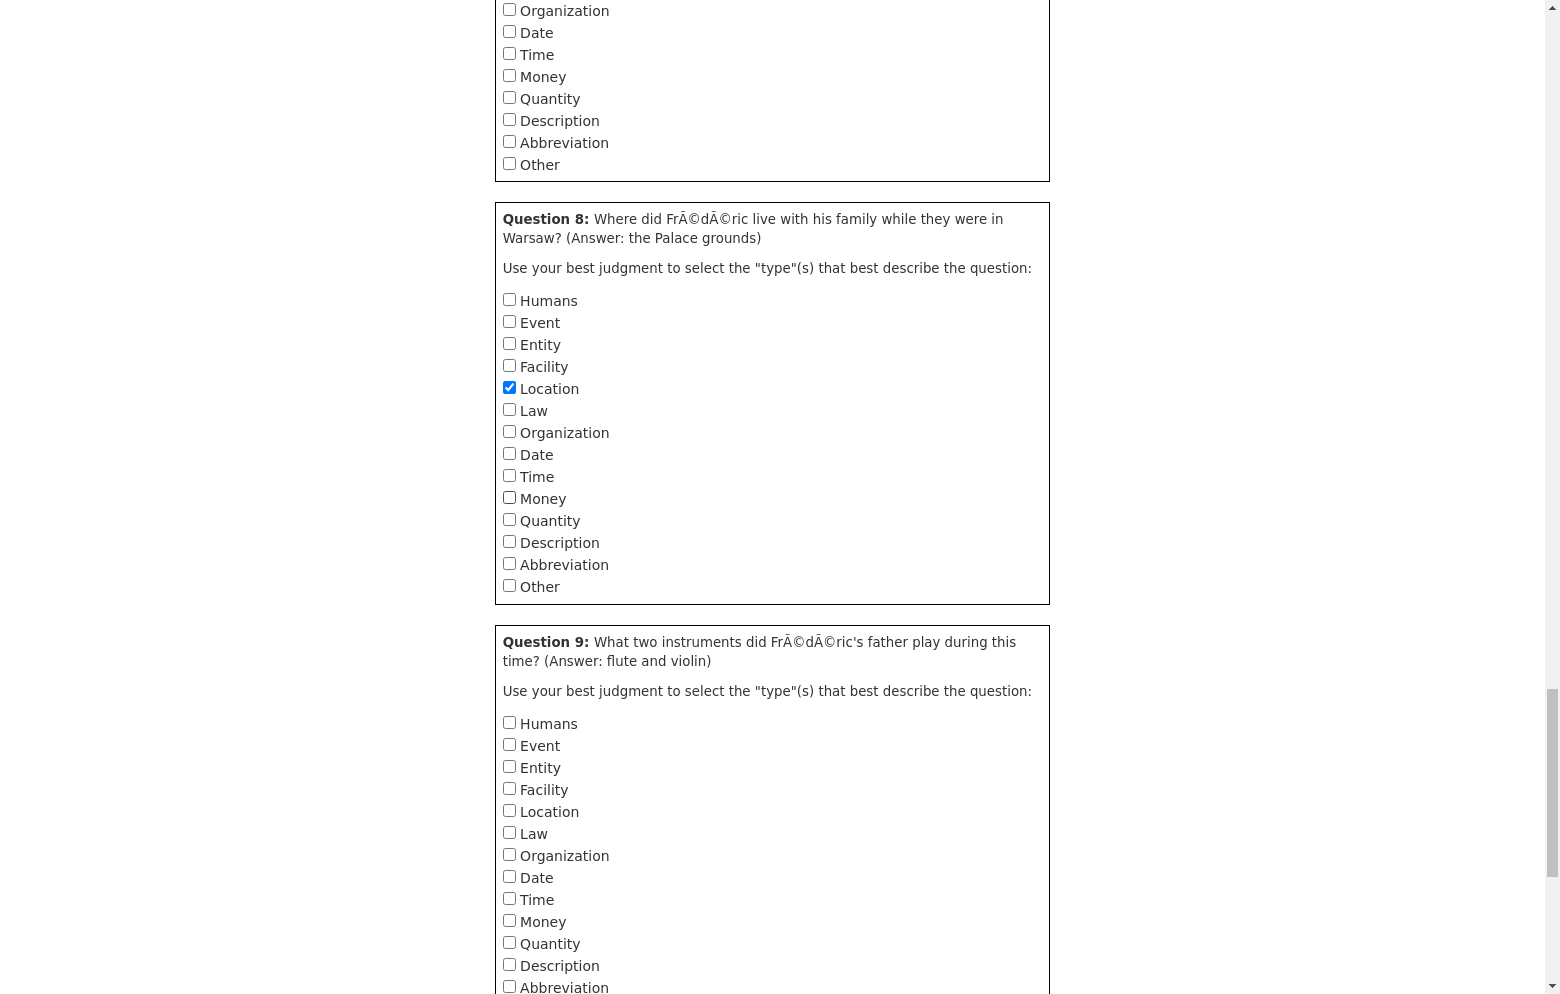 Organization
Date
Time
Money
Quantity
Description
Abbreviation
Other
Question 8: Where did FrÃ©dÃ©ric live with his family while they were in
Warsaw? (Answer: the Palace grounds)
Use your best judgment to select the "type"(s) that best describe the question:
Humans
Event
Entity
Facility
Location
Law
Organization
Date
Time
Money
Quantity
Description
Abbreviation
Other
Question 9: What two instruments did FrÃ©dÃ©ric's father play during this
time? (Answer: flute and violin)
Use your best judgment to select the "type"(s) that best describe the question:
Humans
Event
Entity
Facility
Location
Law
Organization
Date
Time
Money
Quantity
Description
Abbreviation